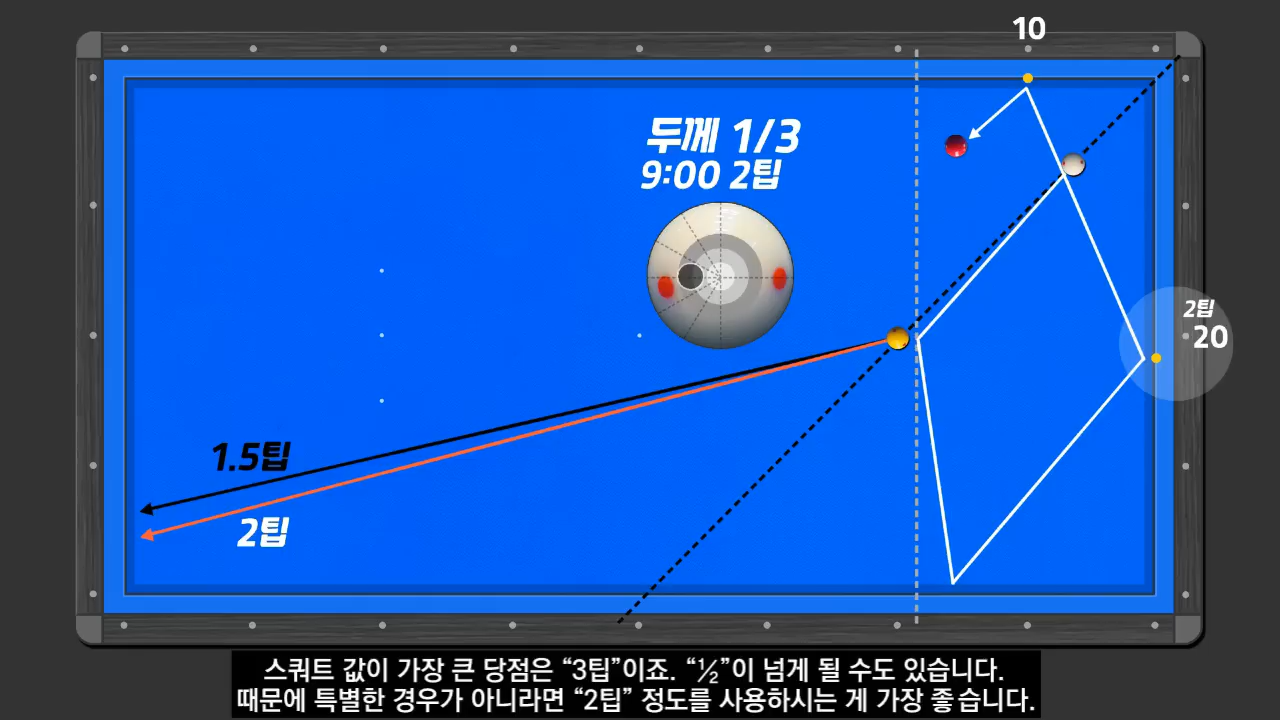 10
두께 1/3
9:00 2팁
2팁
20
1.5팁
2팁
스쿼트 값이 가장 큰 당점은 “3팁”이죠. “½”이 넘게 될 수도 있습니다.
때문에 특별한 경우가 아니라면 “2팁” 정도를 사용하시는 게 가장 좋습니다.